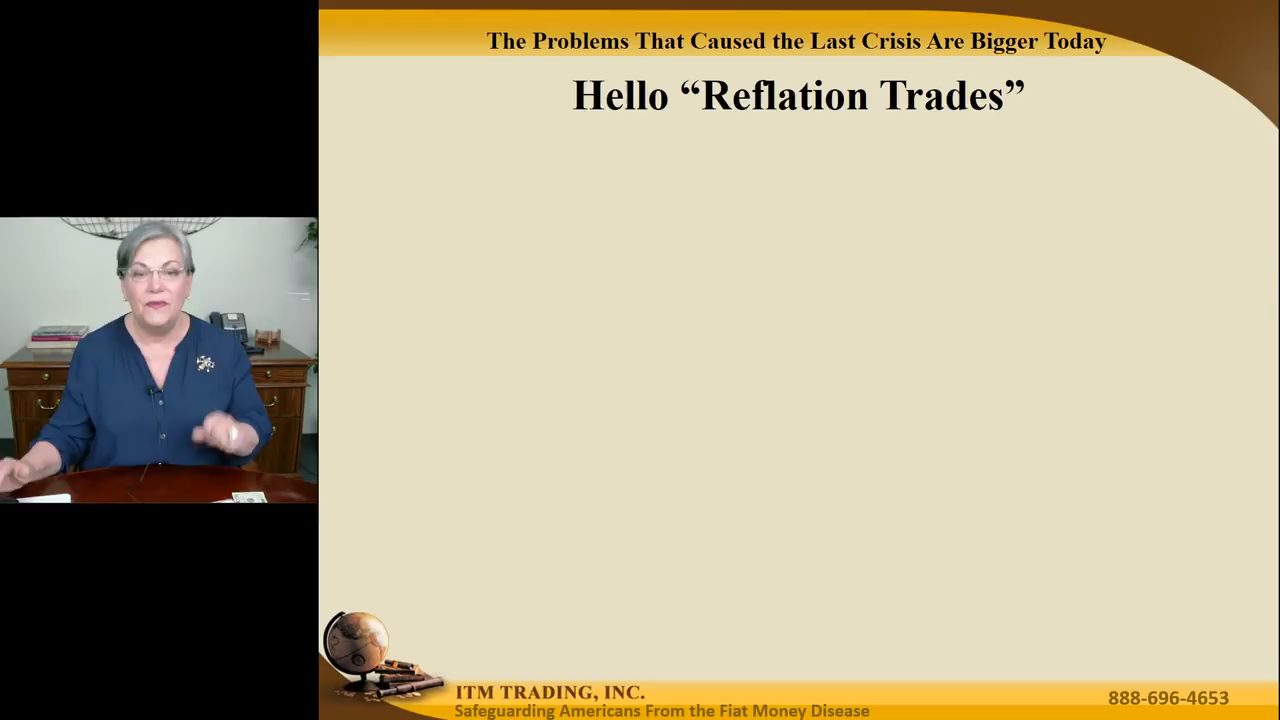 The Problems That Caused the Last Crisis Are Bigger Today
Hello “Reflation Trades”
ITM TRADING, INC.
Safeguarding Americans From the Fiat Money Disease
888-696-4653